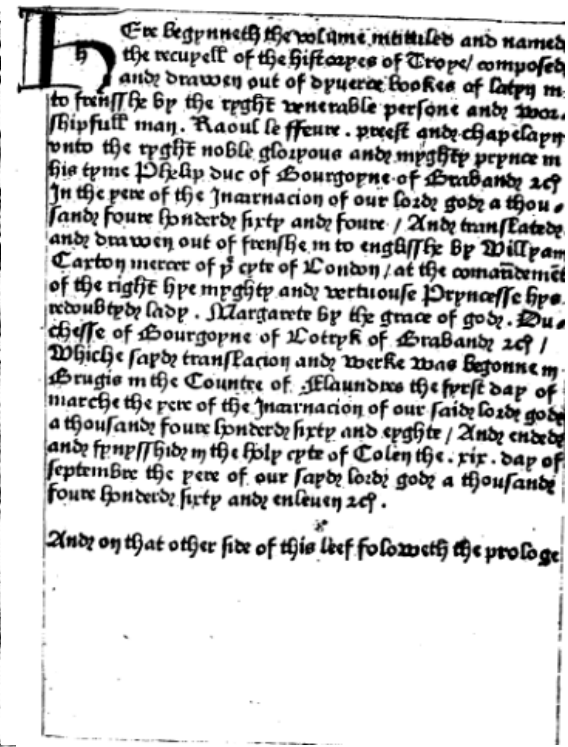 hEre begynneth the volume intituled and named
the recuyell of the historyes of Troye/ composed
and drawen out of dyuerce bookes of latyn in
to frensshe by the ryght venerable persone and wor-
shipfull man. Raoul le ffeure. preest and chapelayn
vnto the ryght noble gloryous and myghty prynce in
his tyme Phelip duc of Bourgoyne of Braband &c̃
In the yere of the Incarnacion of our lord god a thou-
sand foure honderd sixty and foure / And translated
and drawen out of frenshe in to englisshe by Willyam
Caxton mercer of yͤ cyte of London / at the comaũdemẽt
of the right hye myghty and vertuouse Pryncesse hys
redoubtyd lady. Margarete by the grace of god. Du-
chesse of Bourgoyne of Lotryk of Braband &c̃ /
Whiche sayd translacion and werke was begonne in
Brugis in the Countre of Flaundres the fyrst day of
marche the yere of the Incarnacion of our said lord god
a thousand foure honderd sixty and eyghte / And ended
and fynysshid in the holy cyte of Colen the. xix. day of
septembre the yere of our sayd lord god a thousand
foure honderd sixty and enleuen &c̃.
And on that other side of this leef foloweth the prologe